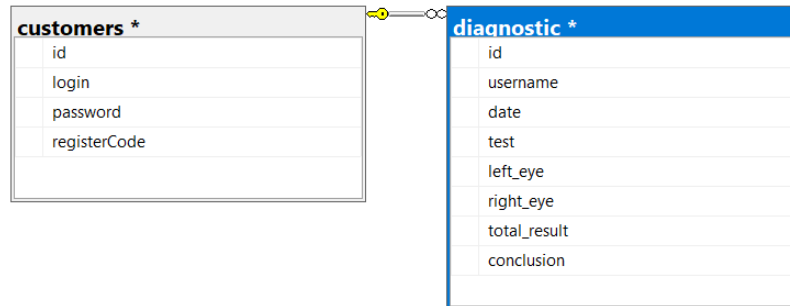 customers *
id
login
password
registerCode
diagnostic *
id
username
date
test
left_eye
right_eye
total_result
conclusion